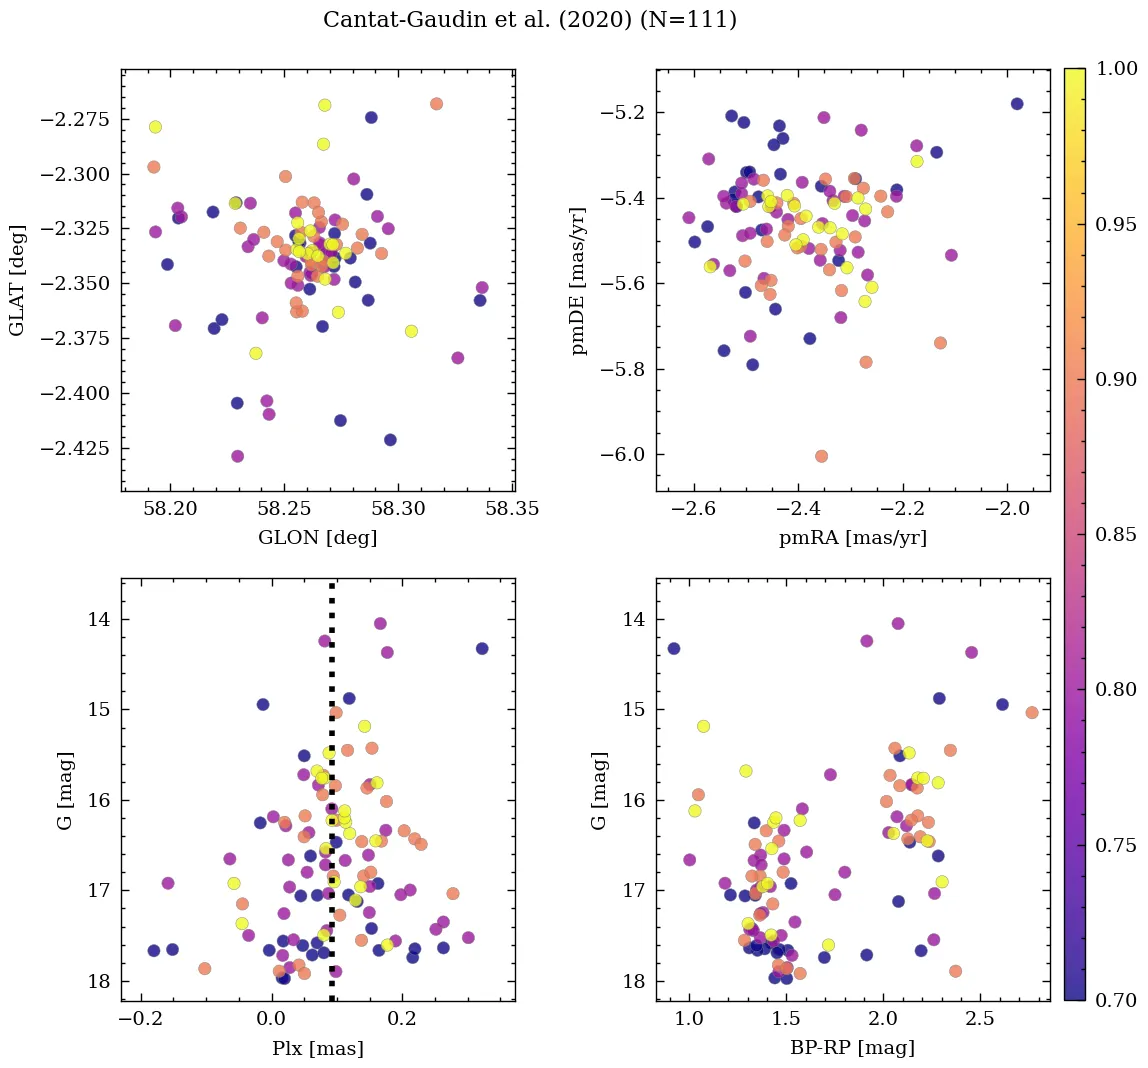 Cantat-Gaudin et al. (2020) (N=111)
−2.275
−2.300
−2.325
−2.350
−2.375
−2.400
−2.425
GLAT [deg]
58.20 58.25 58.30 58.35
GLON [deg]
−5.2
−5.4
−5.6
−5.8
−6.0
pmDE [mas/yr]
−2.6 −2.4 −2.2 −2.0
pmRA [mas/yr]
14
15
16
17
18
G [mag]
−0.2 0.0 0.2
Plx [mas]
14
15
16
17
18
G [mag]
1.0 1.5 2.0 2.5
BP-RP [mag]
1.00
0.95
0.90
0.85
0.80
0.75
0.70